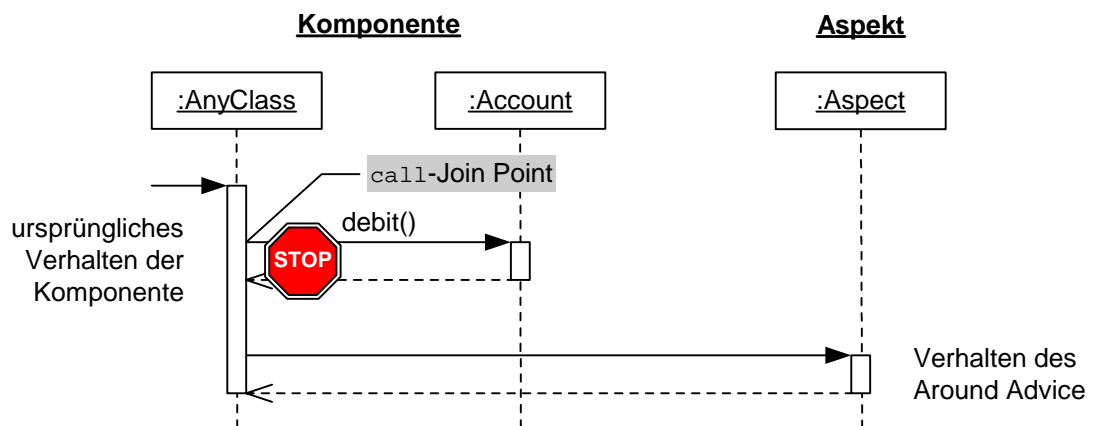 Komponente
Aspekt
:AnyClass
:Account
:Aspect
call-Join Point
debit()
STOP
ursprüngliches
Verhalten der
Komponente
Verhalten des
Around Advice